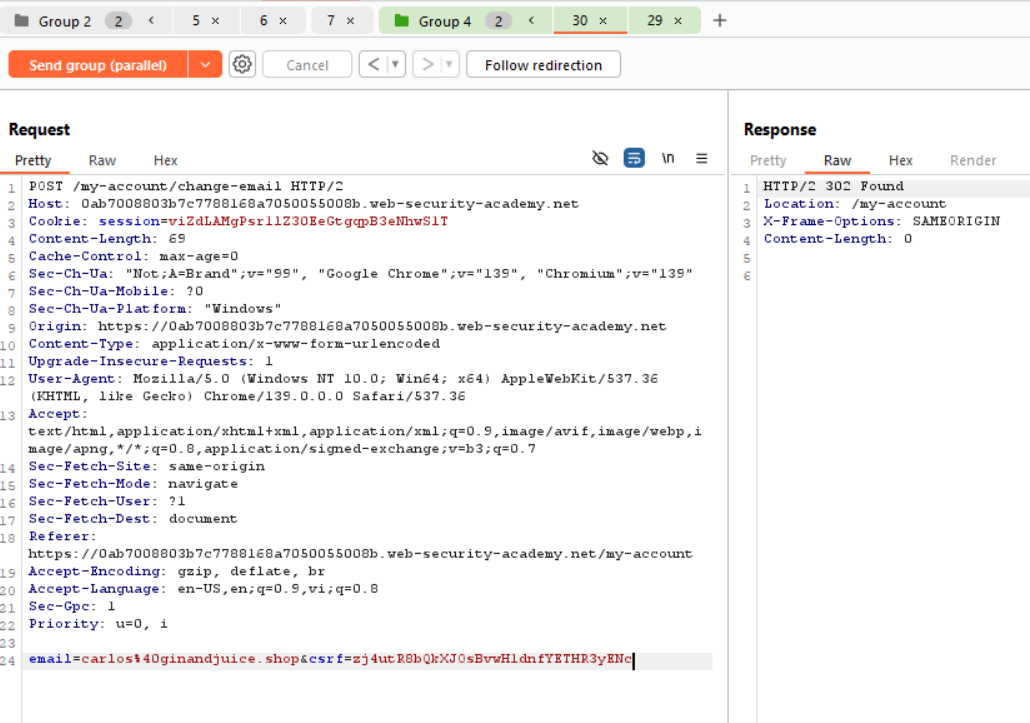 Group 2 2 < 5 × 6 × 7 × Group 4 2 < 30 × 29 × +
Send group (parallel) Cancel < > Follow redirection
Request
Pretty Raw Hex \n
1 POST /my-account/change-email HTTP/2
2 Host: 0ab7008803b7c7788168a7050055008b.web-security-academy.net
3 Cookie: session=viZdLAMgPsr1lZ30EeGtgqpB3eNhwS1T
4 Content-Length: 69
5 Cache-Control: max-age=0
6 Sec-Ch-Ua: "Not;A=Brand";v="99", "Google Chrome";v="139", "Chromium";v="139"
7 Sec-Ch-Ua-Mobile: ?0
8 Sec-Ch-Ua-Platform: "Windows"
9 Origin: https://0ab7008803b7c7788168a7050055008b.web-security-academy.net
10 Content-Type: application/x-www-form-urlencoded
11 Upgrade-Insecure-Requests: 1
12 User-Agent: Mozilla/5.0 (Windows NT 10.0; Win64; x64) AppleWebKit/537.36
(KHTML, like Gecko) Chrome/139.0.0.0 Safari/537.36
13 Accept:
text/html,application/xhtml+xml,application/xml;q=0.9,image/avif,image/webp,i
mage/apng,*/*;q=0.8,application/signed-exchange;v=b3;q=0.7
14 Sec-Fetch-Site: same-origin
15 Sec-Fetch-Mode: navigate
16 Sec-Fetch-User: ?1
17 Sec-Fetch-Dest: document
18 Referer:
https://0ab7008803b7c7788168a7050055008b.web-security-academy.net/my-account
19 Accept-Encoding: gzip, deflate, br
20 Accept-Language: en-US,en;q=0.9,vi;q=0.8
21 Sec-Gpc: 1
22 Priority: u=0, i
23
24 email=carlos%40ginandjuice.shop&csrf=zj4utR8bQkXJ0sBvwHldnfYETHR3yENc
Response
Pretty Raw Hex Render
1 HTTP/2 302 Found
2 Location: /my-account
3 X-Frame-Options: SAMEORIGIN
4 Content-Length: 0
5
6